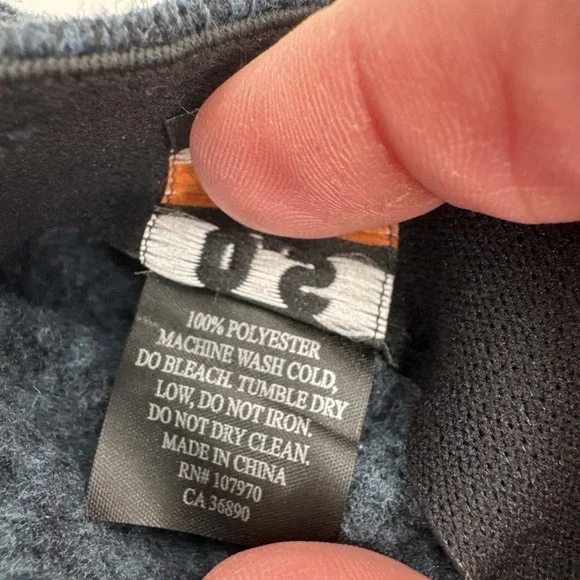 100% POLYESTER
MACHINE WASH COLD,
DO BLEACH. TUMBLE DRY
LOW, DO NOT IRON.
DO NOT DRY CLEAN.
MADE IN CHINA
RN# 107970
CA 36890